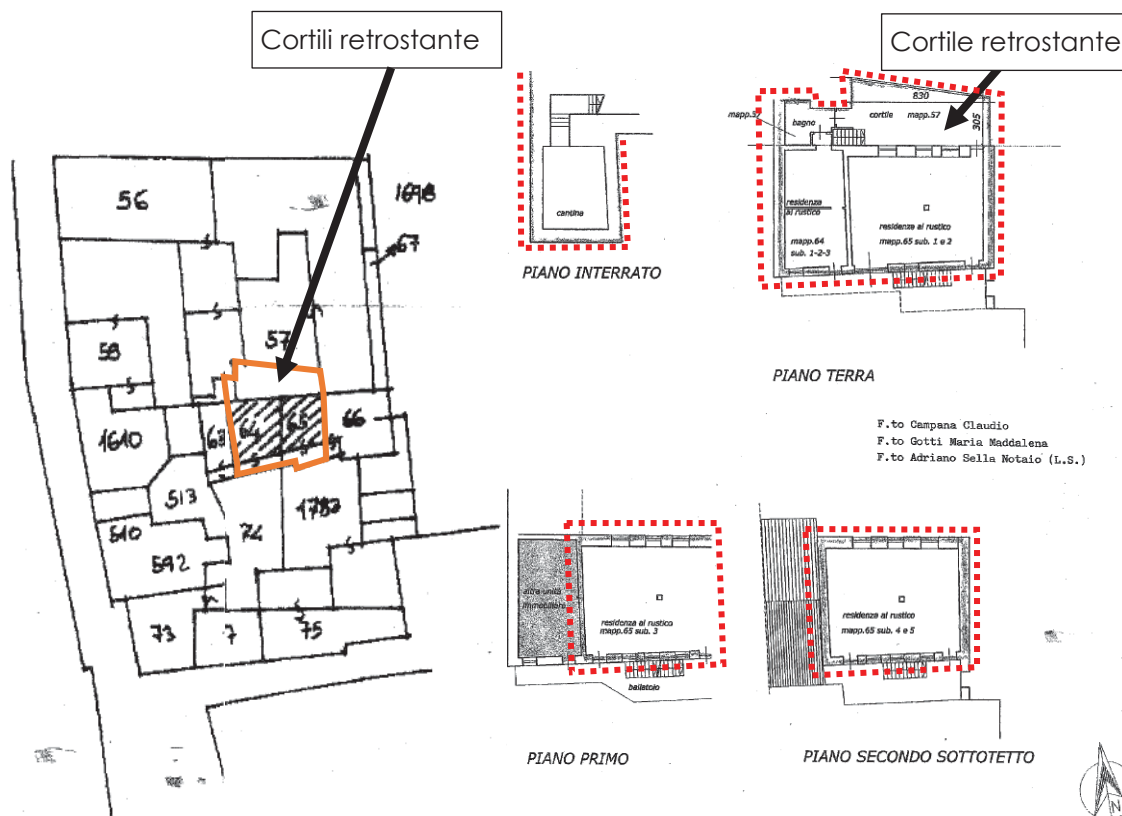 Cortili retrostante
Cortile retrostante
56
1698
67
58
57
1610
63
64
65
66
513
510
592
74
1782
73
7
75
cantina
PIANO INTERRATO
830
305
bagno
cortile mapp.57
residenza
al rustico
mapp.64
sub. 1-2-3
residenza al rustico
mapp.65 sub. 1 e 2
PIANO TERRA
F.to Campana Claudio
F.to Gotti Maria Maddalena
F.to Adriano Sella Notaio (L.S.)
altra unità
immobiliare
residenza al rustico
mapp.65 sub. 3
ballatoio
PIANO PRIMO
residenza al rustico
mapp.65 sub. 4 e 5
PIANO SECONDO SOTTOTETTO
N